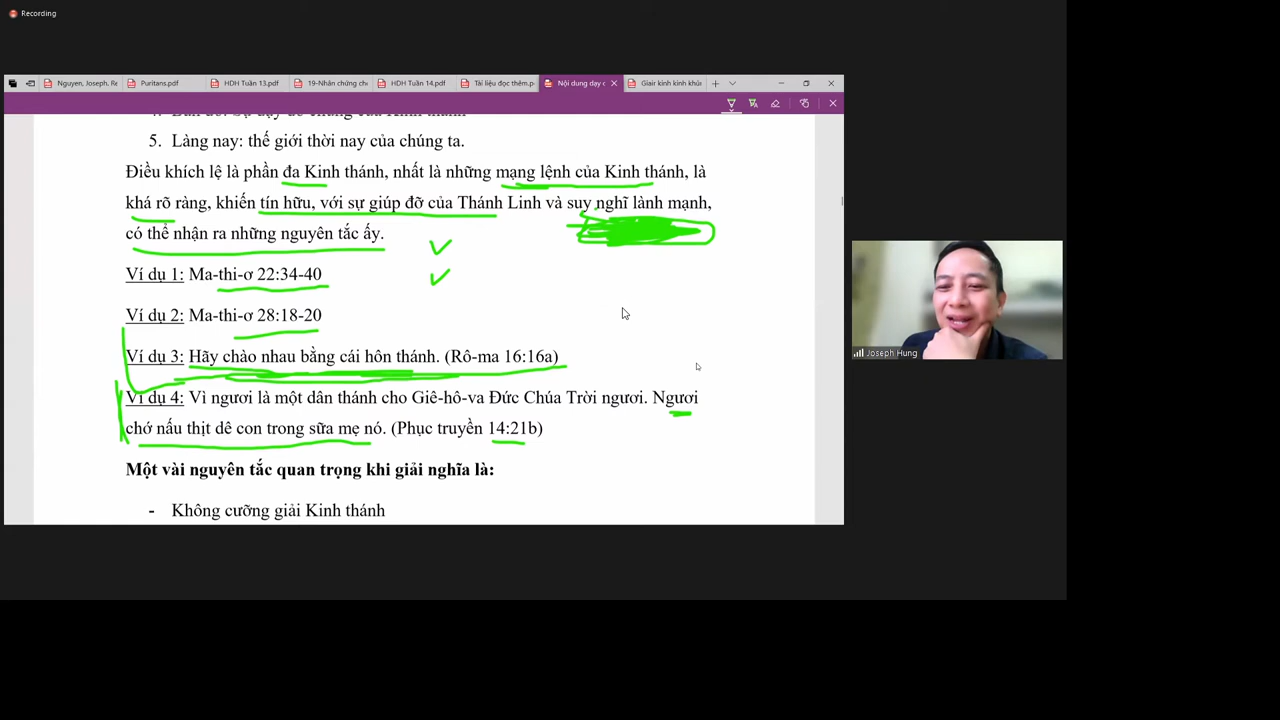 Recording
Nguyen, Joseph. Re
Puritans.pdf
HDH Tuần 13.pdf
19-Nhân chứng chо
HDH Tuần 14.pdf
Tài liệu đọc thêm.p
Nội dung dạy c
Giair kinh kinh khủ
5. Làng nay: thế giới thời nay của chúng ta.
Điều khích lệ là phần đa Kinh thánh, nhất là những mạng lệnh của Kinh thánh, là
khá rõ ràng, khiến tín hữu, với sự giúp đỡ của Thánh Linh và suy nghĩ lành mạnh,
có thể nhận ra những nguyên tắc ấy.
Ví dụ 1: Ma-thi-ơ 22:34-40
Ví dụ 2: Ma-thi-ơ 28:18-20
Ví dụ 3: Hãy chào nhau bằng cái hôn thánh. (Rô-ma 16:16a)
Ví dụ 4: Vì ngươi là một dân thánh cho Giê-hô-va Đức Chúa Trời ngươi. Ngươi
chớ nấu thịt dê con trong sữa mẹ nó. (Phục truyền 14:21b)
Một vài nguyên tắc quan trọng khi giải nghĩa là:
- Không cưỡng giải Kinh thánh
Joseph Hung